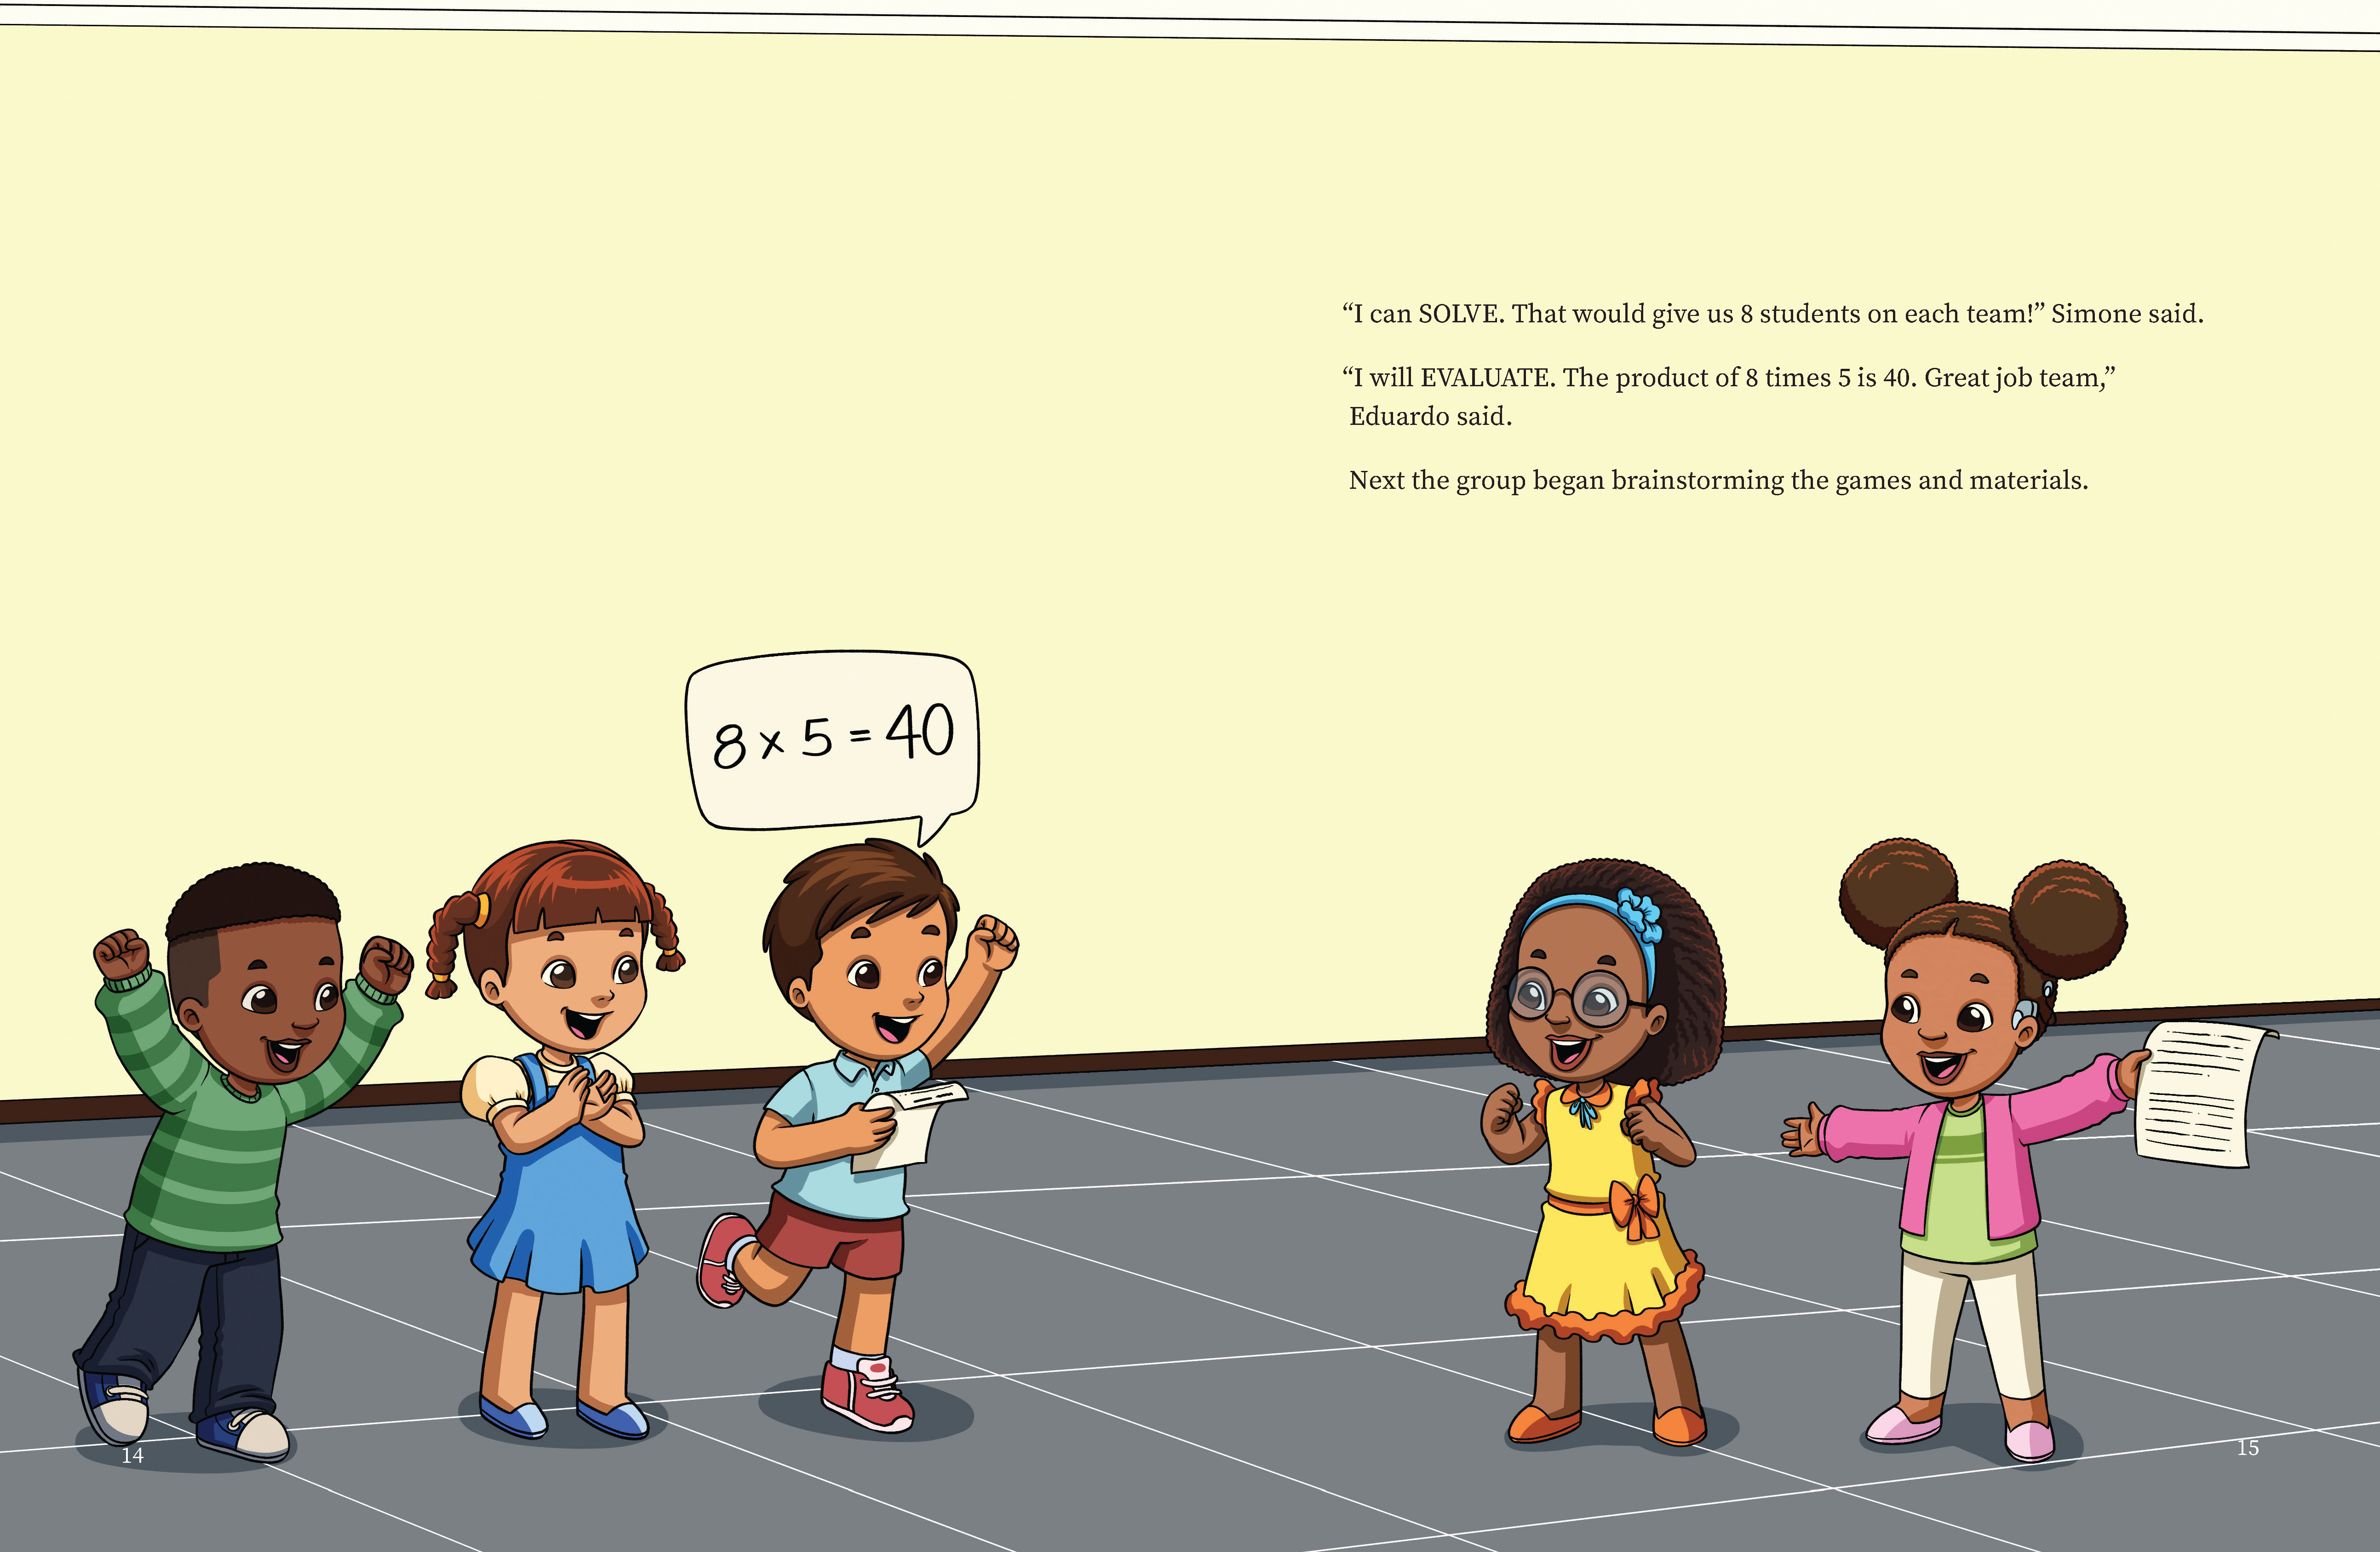 “I can SOLVE. That would give us 8 students on each team!” Simone said.
“I will EVALUATE. The product of 8 times 5 is 40. Great job team,”
Eduardo said.
Next the group began brainstorming the games and materials.
8 x 5 = 40
14
15